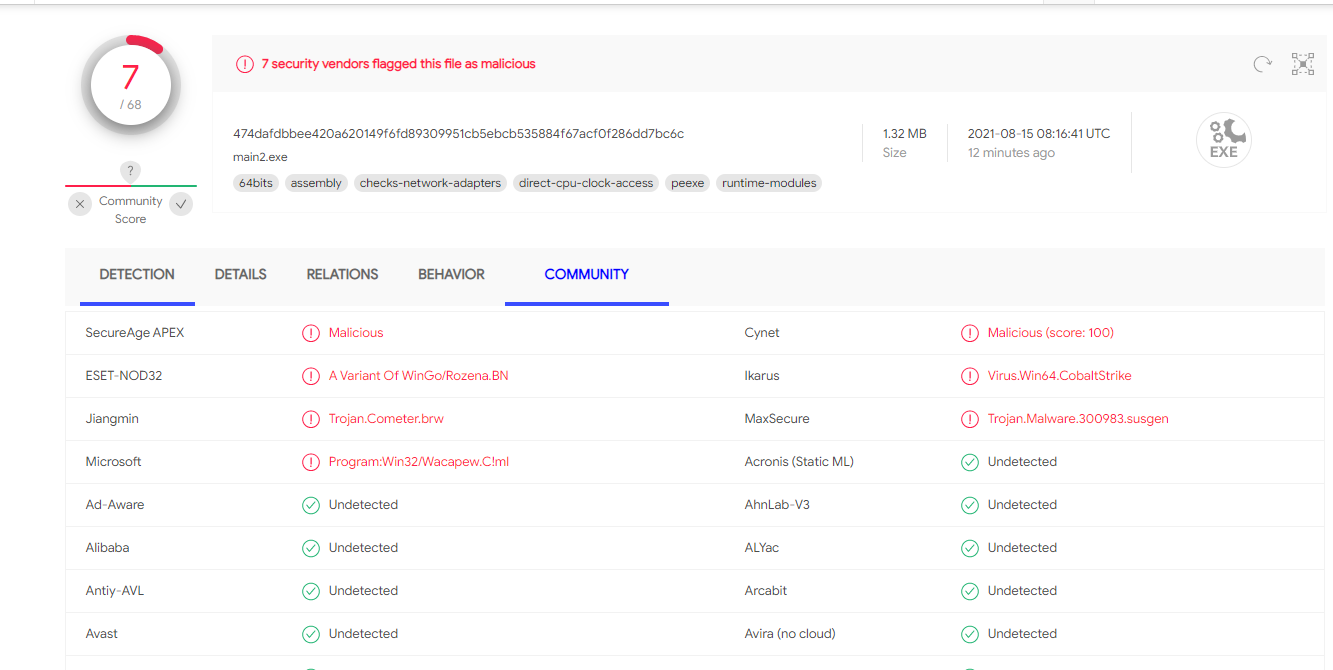 7
/ 68
?
Community
Score
7 security vendors flagged this file as malicious
474dafdbbee420a620149f6fd89309951cb5ebcb535884f67acf0f286dd7bc6c
main2.exe
64bits assembly checks-network-adapters direct-cpu-clock-access peexe runtime-modules
1.32 MB
Size
2021-08-15 08:16:41 UTC
12 minutes ago
EXE
DETECTION DETAILS RELATIONS BEHAVIOR COMMUNITY
SecureAge APEX Malicious Cynet Malicious (score: 100)
ESET-NOD32 A Variant Of WinGo/Rozena.BN Ikarus Virus.Win64.CobaltStrike
Jiangmin Trojan.Cometer.brw MaxSecure Trojan.Malware.300983.susgen
Microsoft Program:Win32/Wacapew.C!ml Acronis (Static ML) Undetected
Ad-Aware Undetected AhnLab-V3 Undetected
Alibaba Undetected ALYac Undetected
Antiy-AVL Undetected Arcabit Undetected
Avast Undetected Avira (no cloud) Undetected